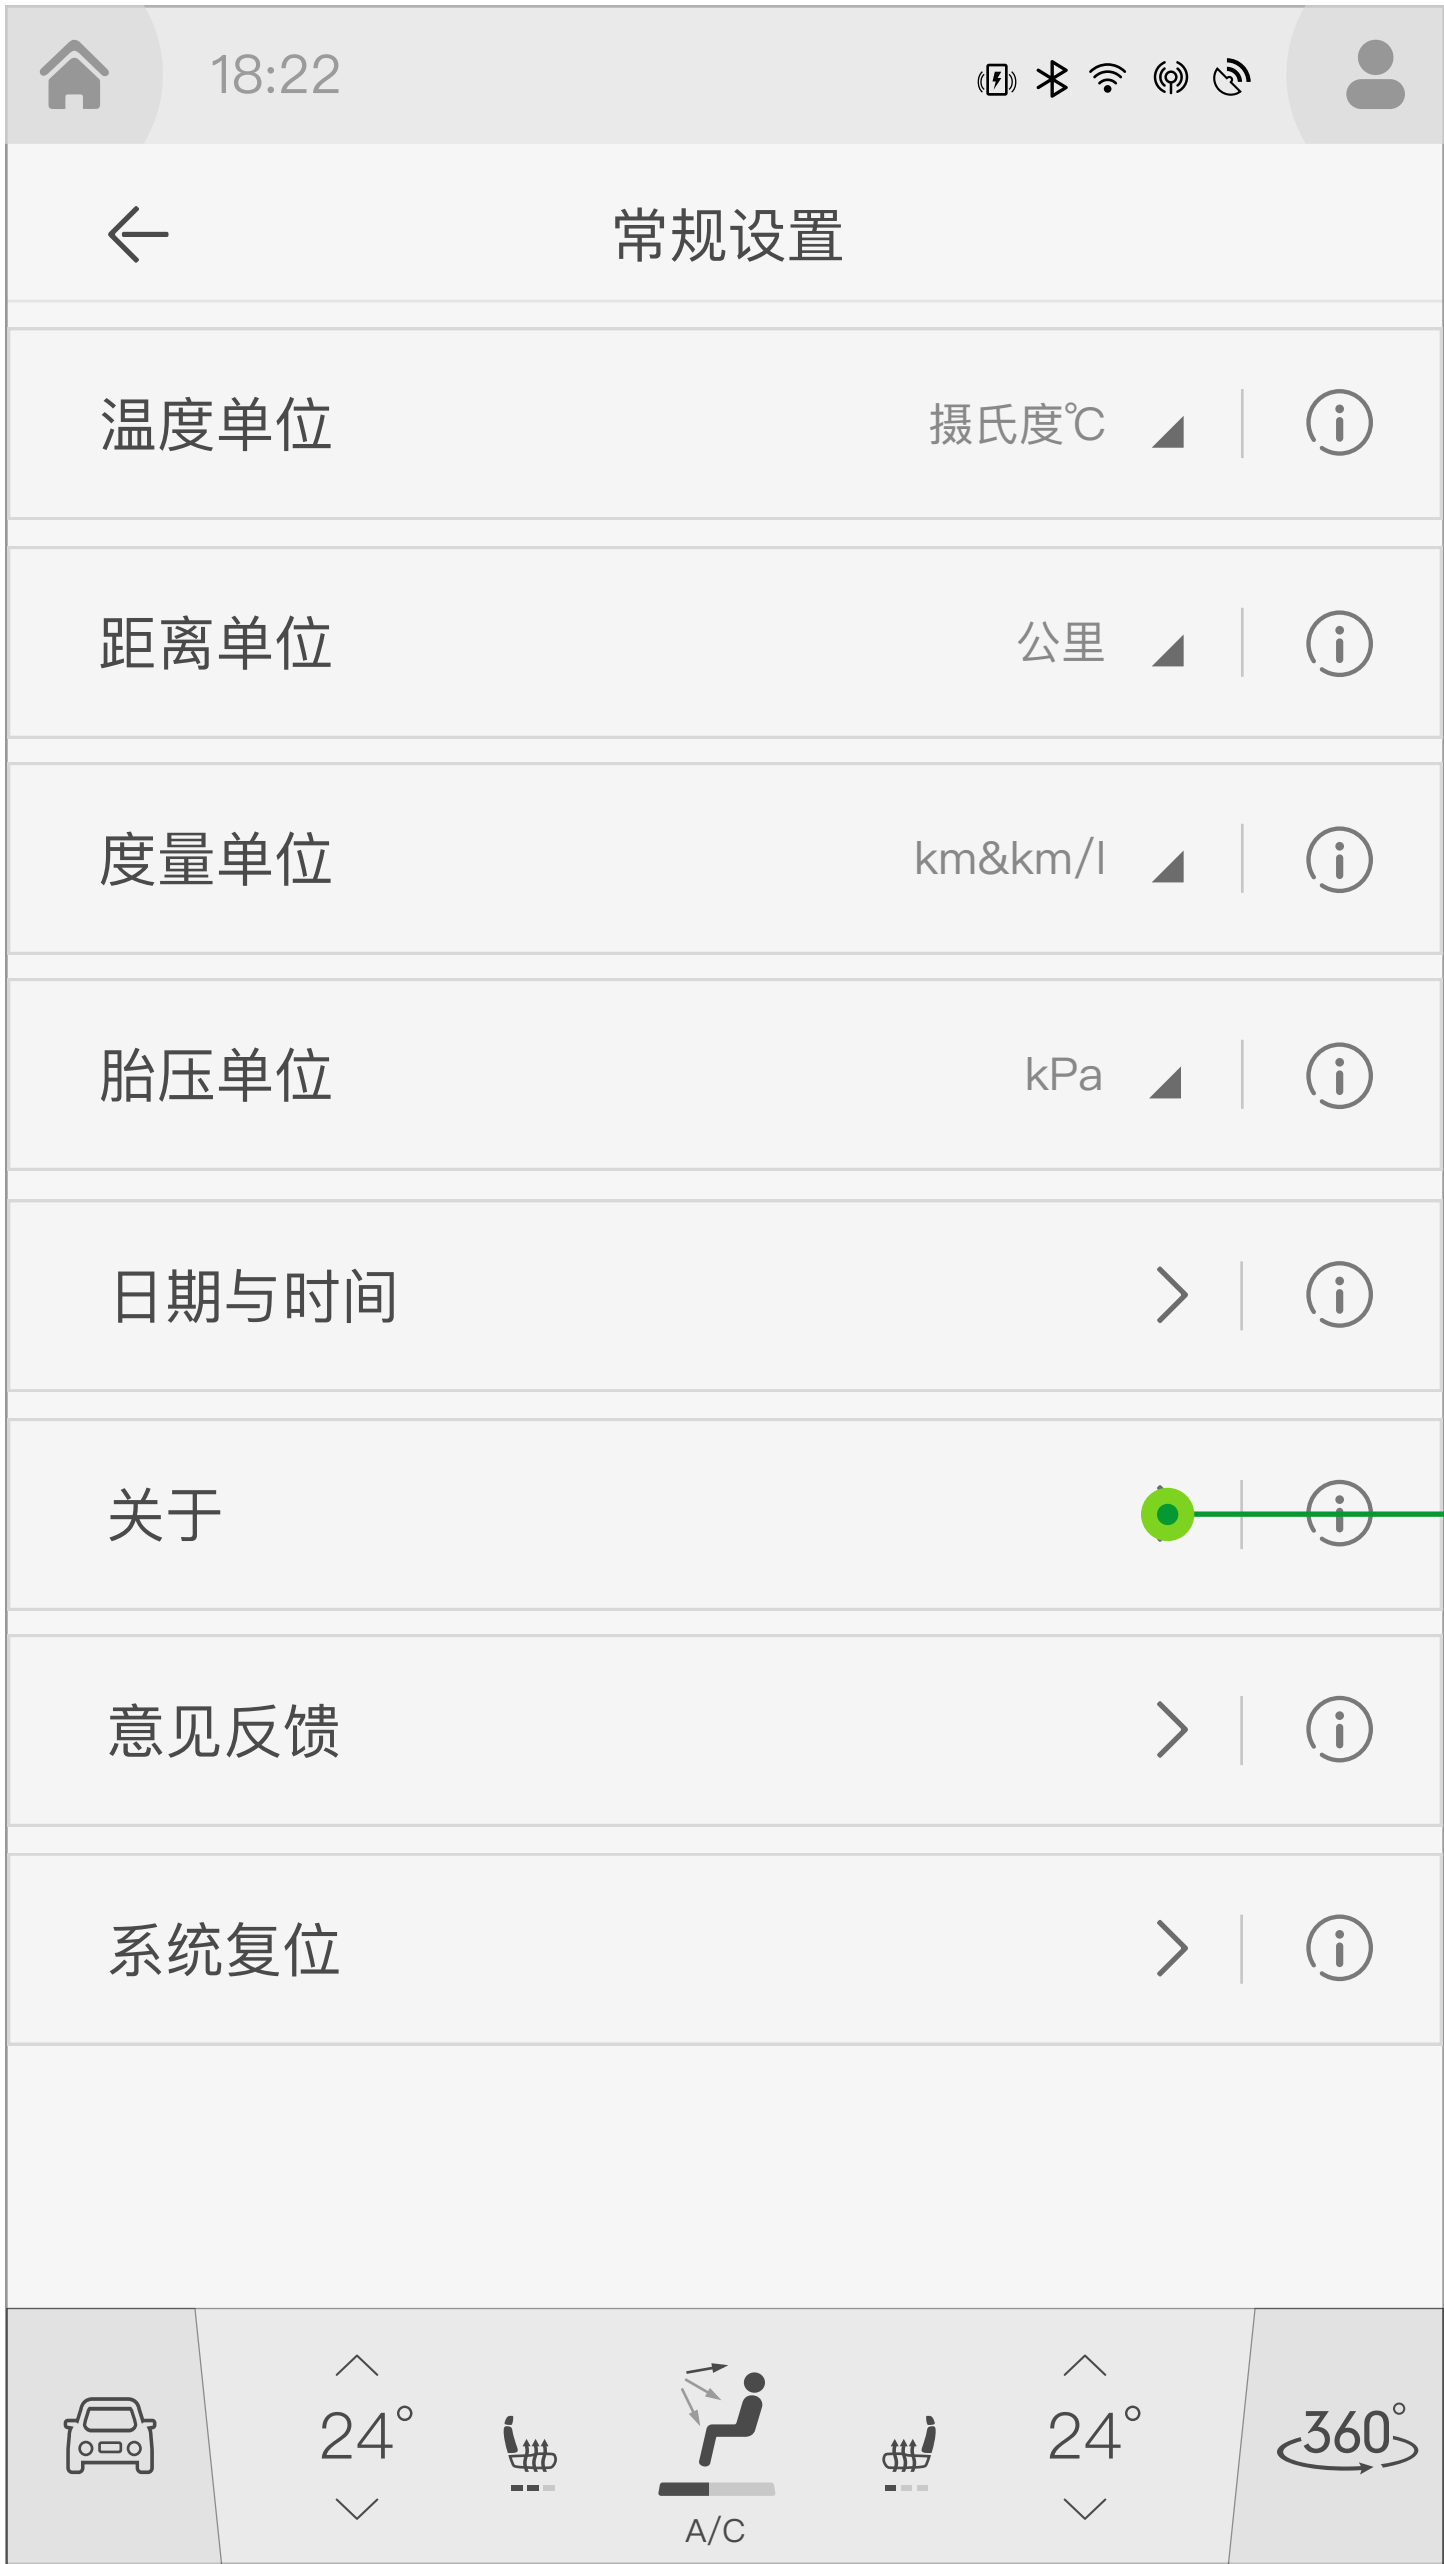 18:22
常规设置
温度单位 摄氏度℃
距离单位 公里
度量单位 km&km/l
胎压单位 kPa
日期与时间
关于
意见反馈
系统复位
24° 24° 360°
A/C